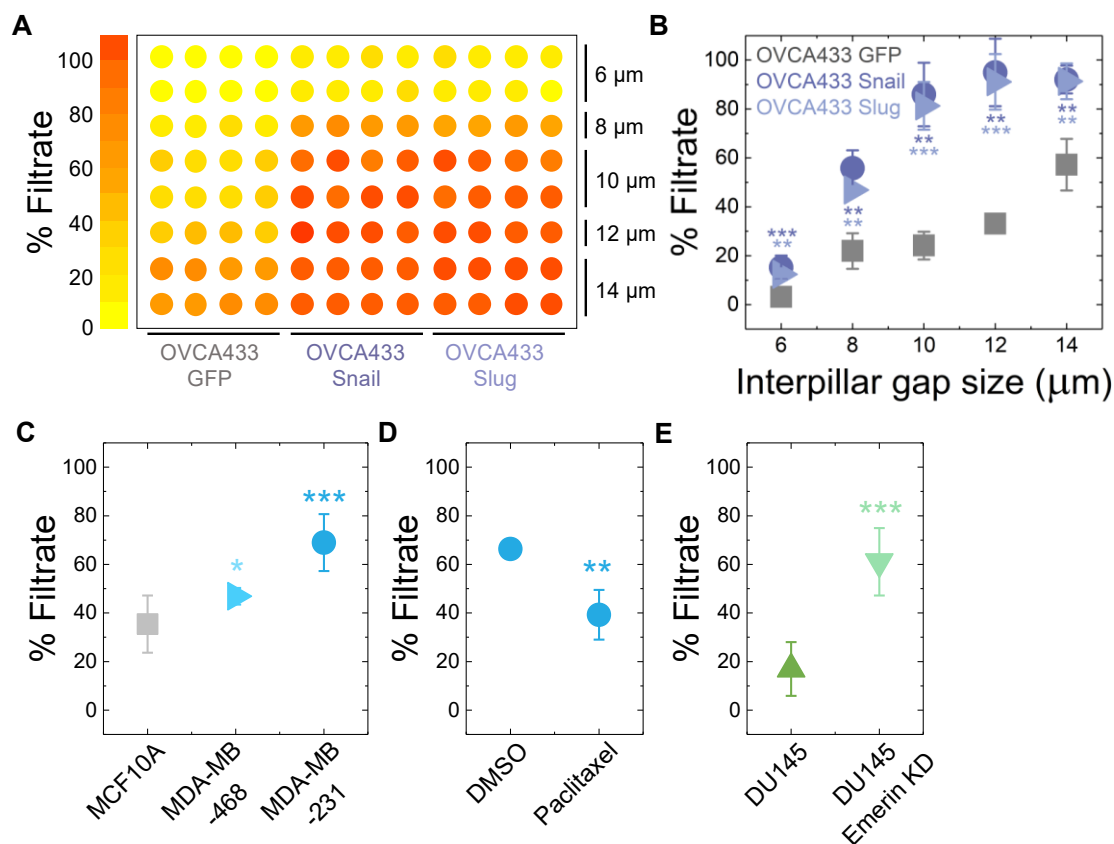 A
% Filtrate
100
80
60
40
20
0
6 µm
8 µm
10 µm
12 µm
14 µm
OVCA433
GFP
OVCA433
Snail
OVCA433
Slug
B
% Filtrate
100
80
60
40
20
0
OVCA433 GFP
OVCA433 Snail
OVCA433 Slug
***
**
**
**
**
***
**
***
**
**
6 8 10 12 14
Interpillar gap size (µm)
C
% Filtrate
100
80
60
40
20
0
*
***
MCF10A
MDA-MB
-468
MDA-MB
-231
D
% Filtrate
100
80
60
40
20
0
**
DMSO
Paclitaxel
E
% Filtrate
100
80
60
40
20
0
***
DU145
DU145
Emerin KD